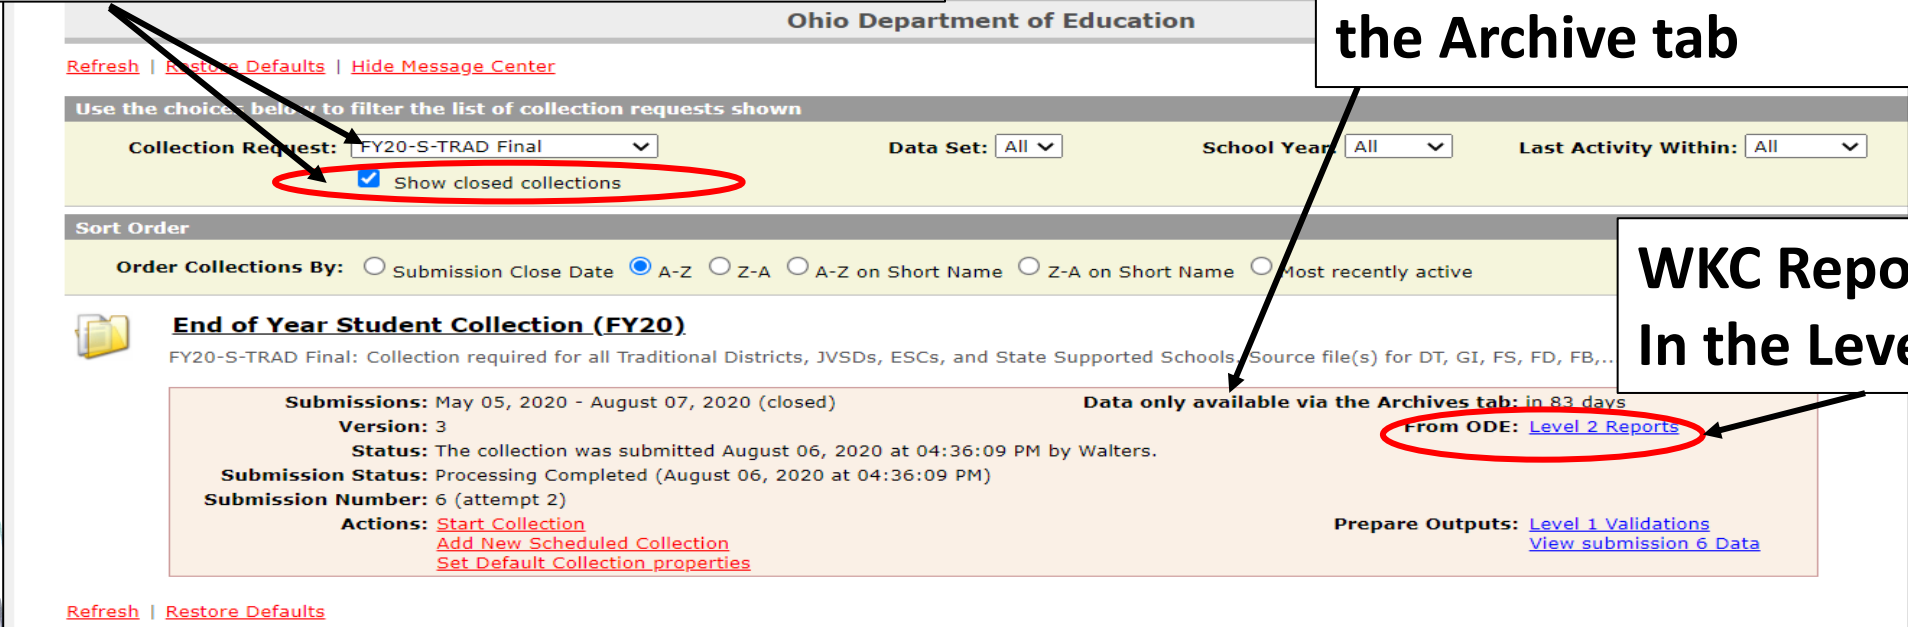 Ohio Department of Education
the Archive tab
Refresh | Restore Defaults | Hide Message Center
Use the choices below to filter the list of collection requests shown
Collection Request: FY20-S-TRAD Final Data Set: All School Year: All Last Activity Within: All
Show closed collections
Sort Order
Order Collections By: Submission Close Date A-Z Z-A A-Z on Short Name Z-A on Short Name Most recently active
WKC Repo
In the Leve
End of Year Student Collection (FY20)
FY20-S-TRAD Final: Collection required for all Traditional Districts, JVSDs, ESCs, and State Supported Schools. Source file(s) for DT, GI, FS, FD, FB,..
Submissions: May 05, 2020 - August 07, 2020 (closed) Data only available via the Archives tab: in 83 days
Version: 3 From ODE: Level 2 Reports
Status: The collection was submitted August 06, 2020 at 04:36:09 PM by Walters.
Submission Status: Processing Completed (August 06, 2020 at 04:36:09 PM)
Submission Number: 6 (attempt 2)
Actions: Start Collection Prepare Outputs: Level 1 Validations
Add New Scheduled Collection View submission 6 Data
Set Default Collection properties
Refresh | Restore Defaults